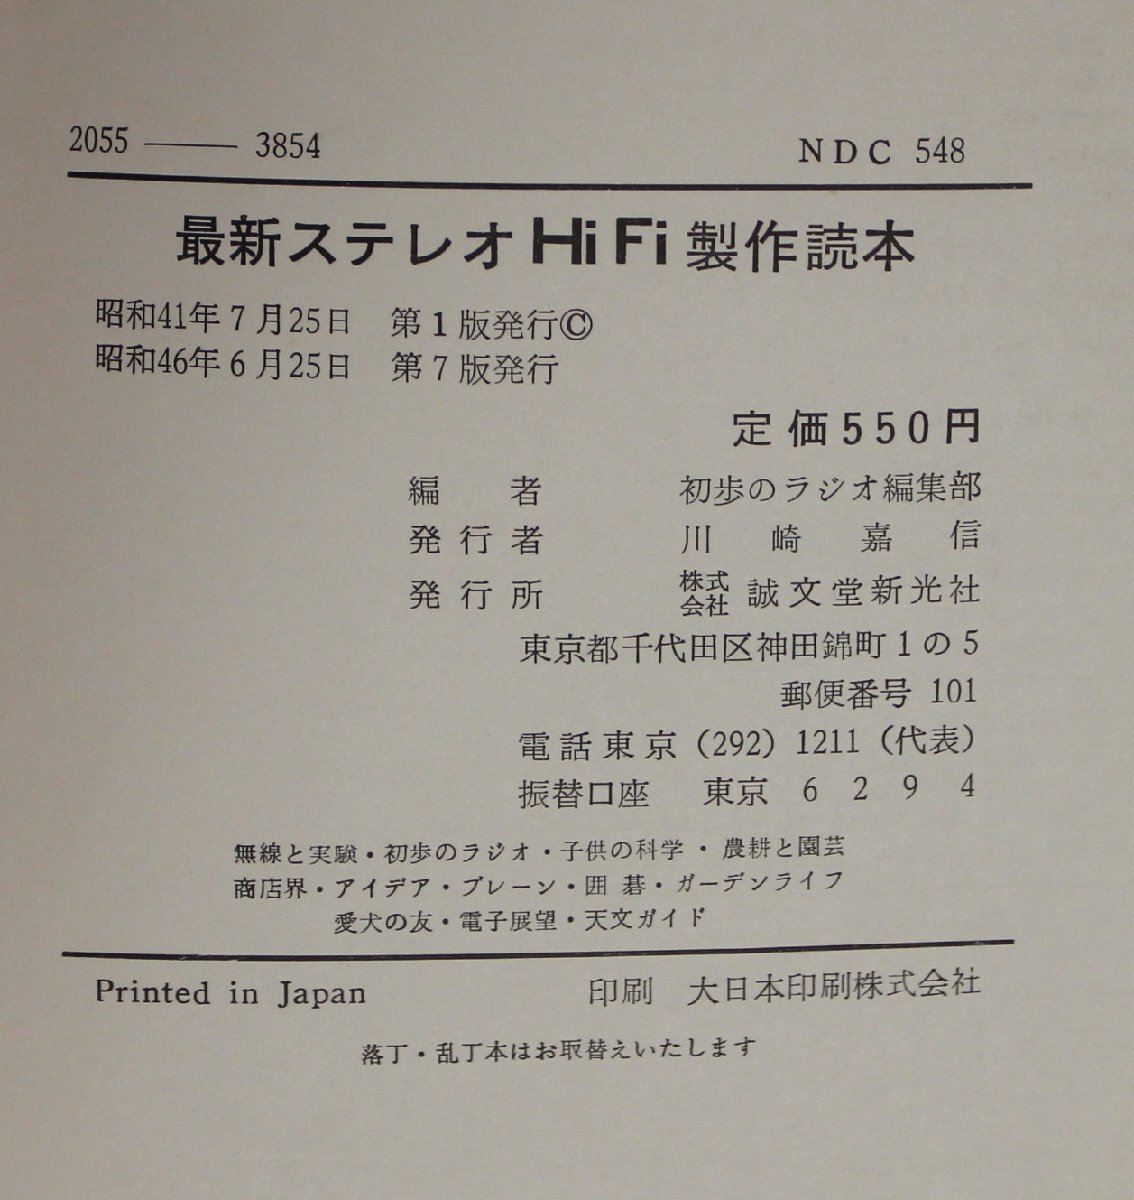 2055 ―― 3854 NDC 548
最新ステレオ Hi Fi 製作読本
昭和41年7月25日 第1版発行©
昭和46年6月25日 第7版発行
定価550円
編者 初歩のラジオ編集部
発行者 川崎嘉信
発行所 株式会社 誠文堂新光社
東京都千代田区神田錦町1の5
郵便番号 101
電話東京 (292) 1211 (代表)
振替口座 東京 6294
無線と実験・初歩のラジオ・子供の科学・農耕と園芸
商店界・アイデア・ブレーン・囲碁・ガーデンライフ
愛犬の友・電子展望・天文ガイド
Printed in Japan 印刷 大日本印刷株式会社
落丁・乱丁本はお取替えいたします